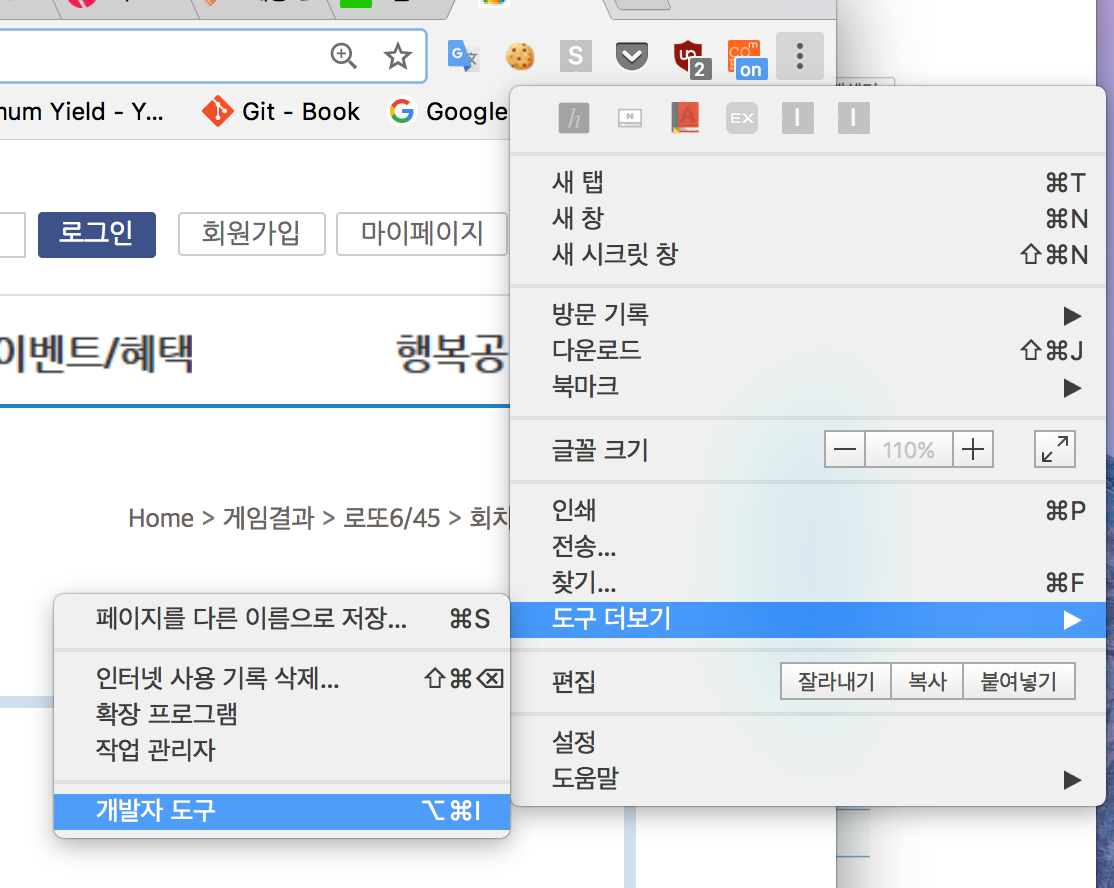 S
2
on
num Yield - Y...
Git - Book
Google
h
N
A
EX
I
I
새 탭 ⌘T
새 창 ⌘N
로그인
회원가입
마이페이지
새 시크릿 창 ⇧⌘N
방문 기록 ▶
이벤트/혜택
행복공
다운로드 ⇧⌘J
북마크 ▶
글꼴 크기 — 110% +
Home > 게임결과 > 로또6/45 > 회차
인쇄 ⌘P
전송...
찾기... ⌘F
도구 더보기 ▶
페이지를 다른 이름으로 저장... ⌘S
인터넷 사용 기록 삭제... ⇧⌘⌫
확장 프로그램
작업 관리자
개발자 도구 ⌥⌘I
편집 잘라내기 복사 붙여넣기
설정
도움말 ▶